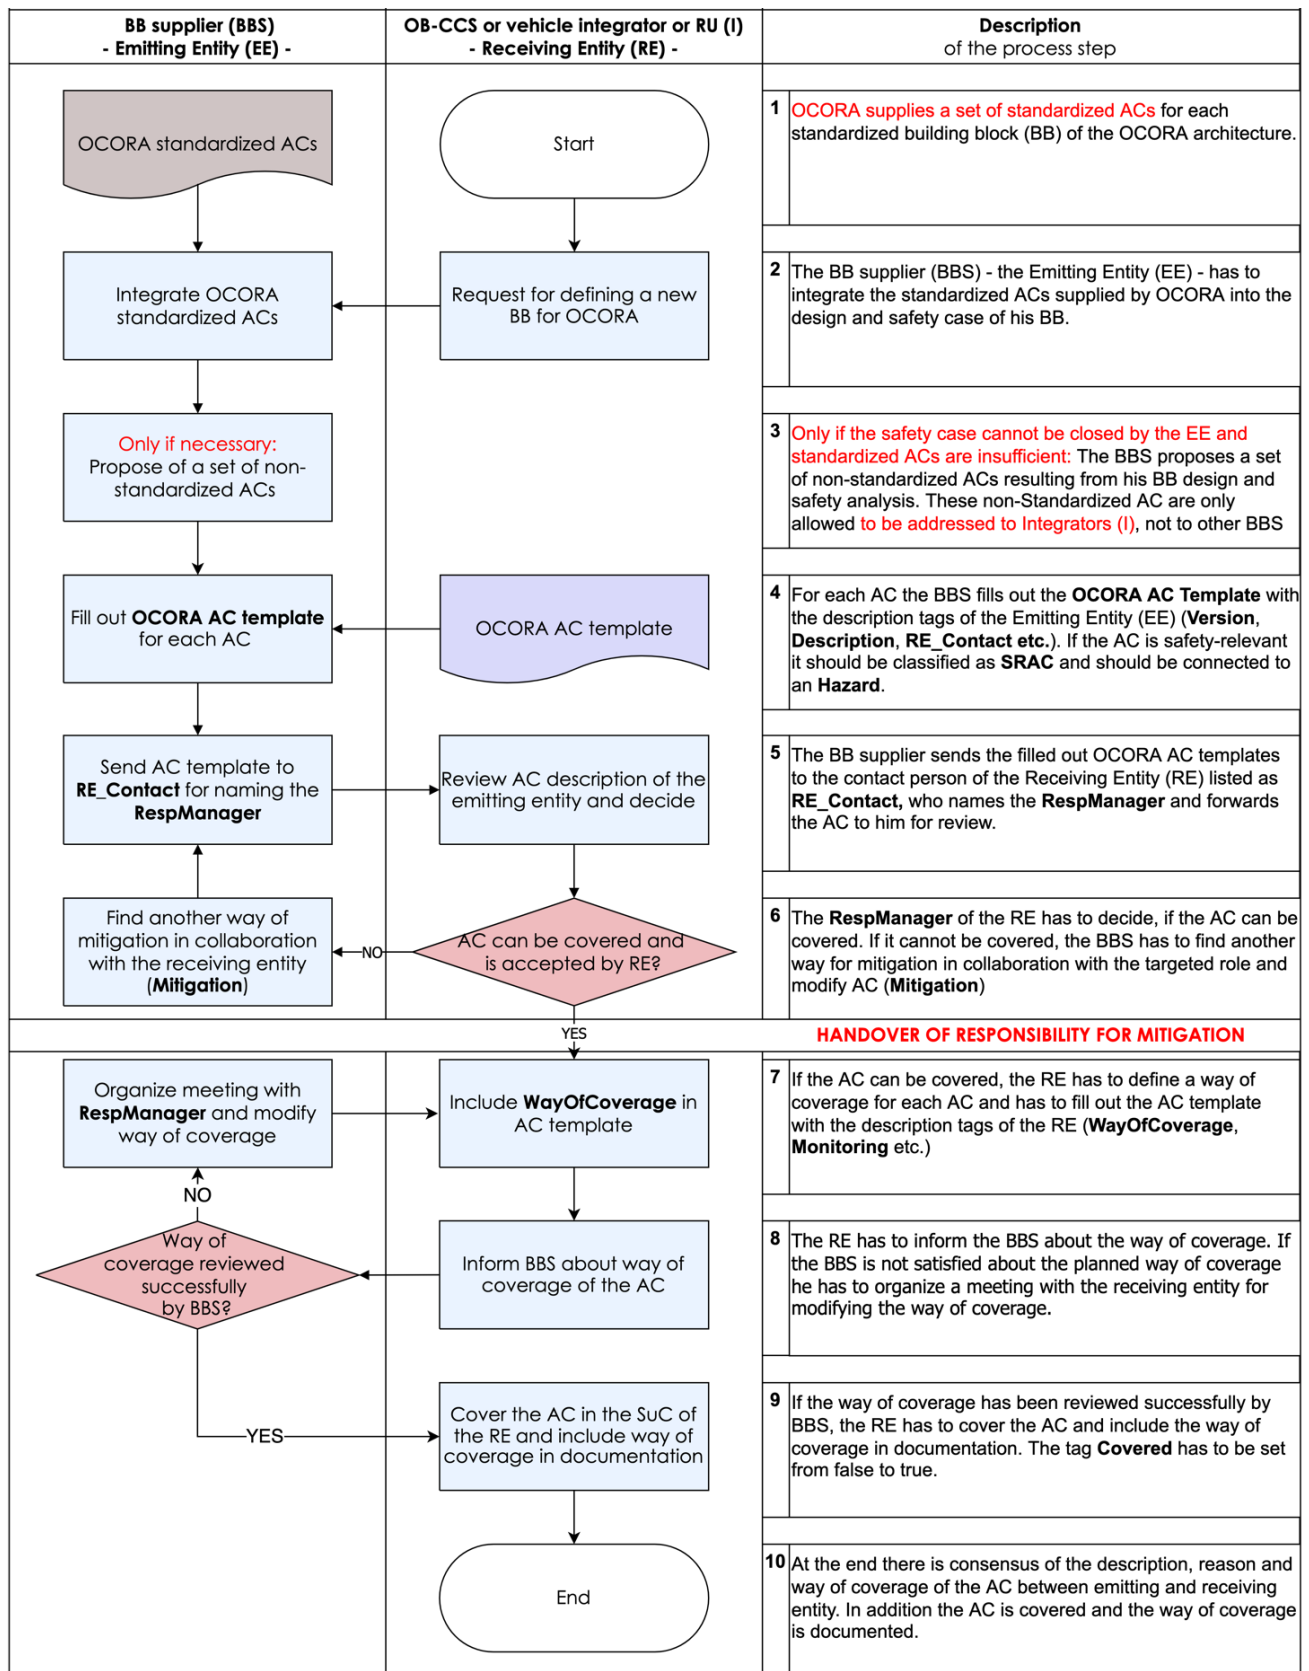 BB supplier (BBS)
- Emitting Entity (EE) -
OB-CCS or vehicle integrator or RU (I)
- Receiving Entity (RE) -
Description
of the process step
OCORA standardized ACs
Start
1
OCORA supplies a set of standardized ACs for each
standardized building block (BB) of the OCORA architecture.
Integrate OCORA
standardized ACs
Request for defining a new
BB for OCORA
2
The BB supplier (BBS) - the Emitting Entity (EE) - has to
integrate the standardized ACs supplied by OCORA into the
design and safety case of his BB.
Only if necessary:
Propose of a set of non-
standardized ACs
3
Only if the safety case cannot be closed by the EE and
standardized ACs are insufficient: The BBS proposes a set
of non-standardized ACs resulting from his BB design and
safety analysis. These non-Standardized AC are only
allowed to be addressed to Integrators (I), not to other BBS
Fill out OCORA AC template
for each AC
OCORA AC template
4
For each AC the BBS fills out the OCORA AC Template with
the description tags of the Emitting Entity (EE) (Version,
Description, RE_Contact etc.). If the AC is safety-relevant
it should be classified as SRAC and should be connected to
an Hazard.
Send AC template to
RE_Contact for naming the
RespManager
Review AC description of the
emitting entity and decide
5
The BB supplier sends the filled out OCORA AC templates
to the contact person of the Receiving Entity (RE) listed as
RE_Contact, who names the RespManager and forwards
the AC to him for review.
Find another way of
mitigation in collaboration
with the receiving entity
(Mitigation)
NO
AC can be covered and
is accepted by RE?
6
The RespManager of the RE has to decide, if the AC can be
covered. If it cannot be covered, the BBS has to find another
way for mitigation in collaboration with the targeted role and
modify AC (Mitigation)
YES
HANDOVER OF RESPONSIBILITY FOR MITIGATION
Organize meeting with
RespManager and modify
way of coverage
Include WayOfCoverage in
AC template
7
If the AC can be covered, the RE has to define a way of
coverage for each AC and has to fill out the AC template
with the description tags of the RE (WayOfCoverage,
Monitoring etc.)
NO
Way of
coverage reviewed
successfully
by BBS?
Inform BBS about way of
coverage of the AC
8
The RE has to inform the BBS about the way of coverage. If
the BBS is not satisfied about the planned way of coverage
he has to organize a meeting with the receiving entity for
modifying the way of coverage.
YES
Cover the AC in the SuC of
the RE and include way of
coverage in documentation
9
If the way of coverage has been reviewed successfully by
BBS, the RE has to cover the AC and include the way of
coverage in documentation. The tag Covered has to be set
from false to true.
End
10
At the end there is consensus of the description, reason and
way of coverage of the AC between emitting and receiving
entity. In addition the AC is covered and the way of coverage
is documented.